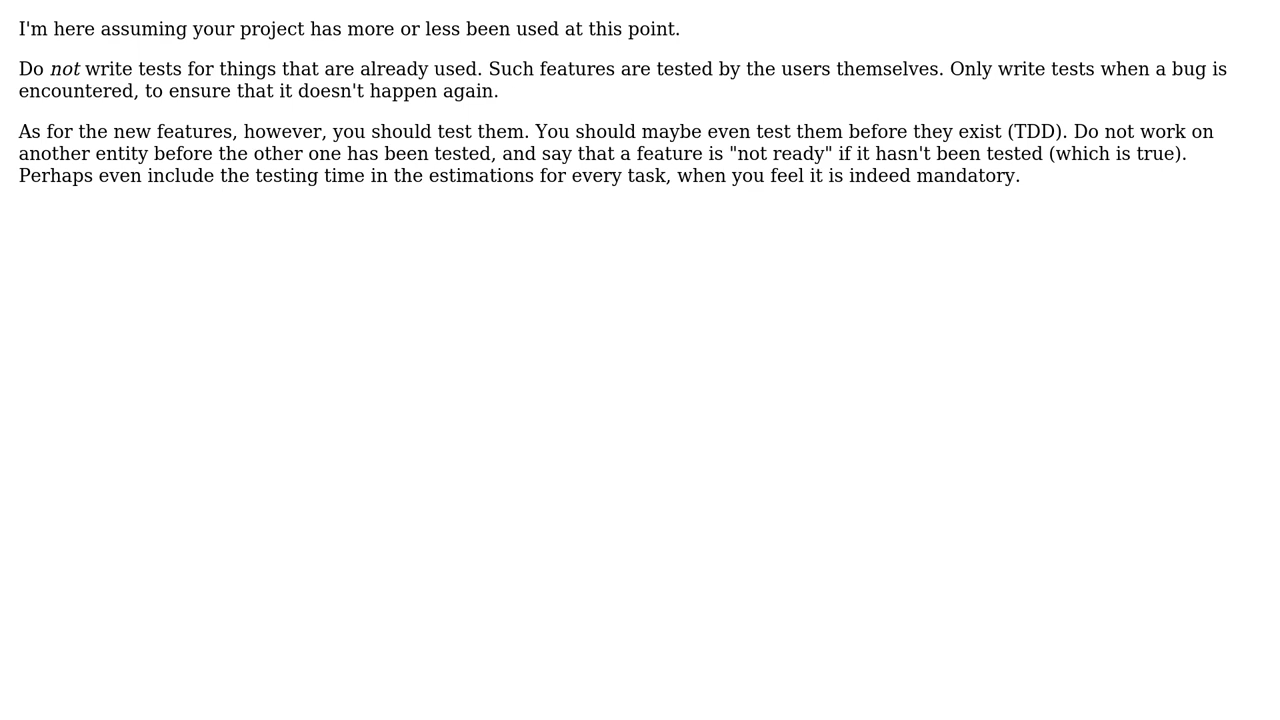 I'm here assuming your project has more or less been used at this point.
Do not write tests for things that are already used. Such features are tested by the users themselves. Only write tests when a bug is
encountered, to ensure that it doesn't happen again.
As for the new features, however, you should test them. You should maybe even test them before they exist (TDD). Do not work on
another entity before the other one has been tested, and say that a feature is "not ready" if it hasn't been tested (which is true).
Perhaps even include the testing time in the estimations for every task, when you feel it is indeed mandatory.